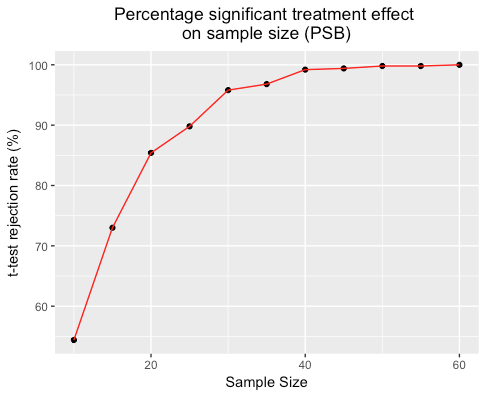 Percentage significant treatment effect
on sample size (PSB)
t-test rejection rate (%)
100
90
80
70
60
20
40
60
Sample Size